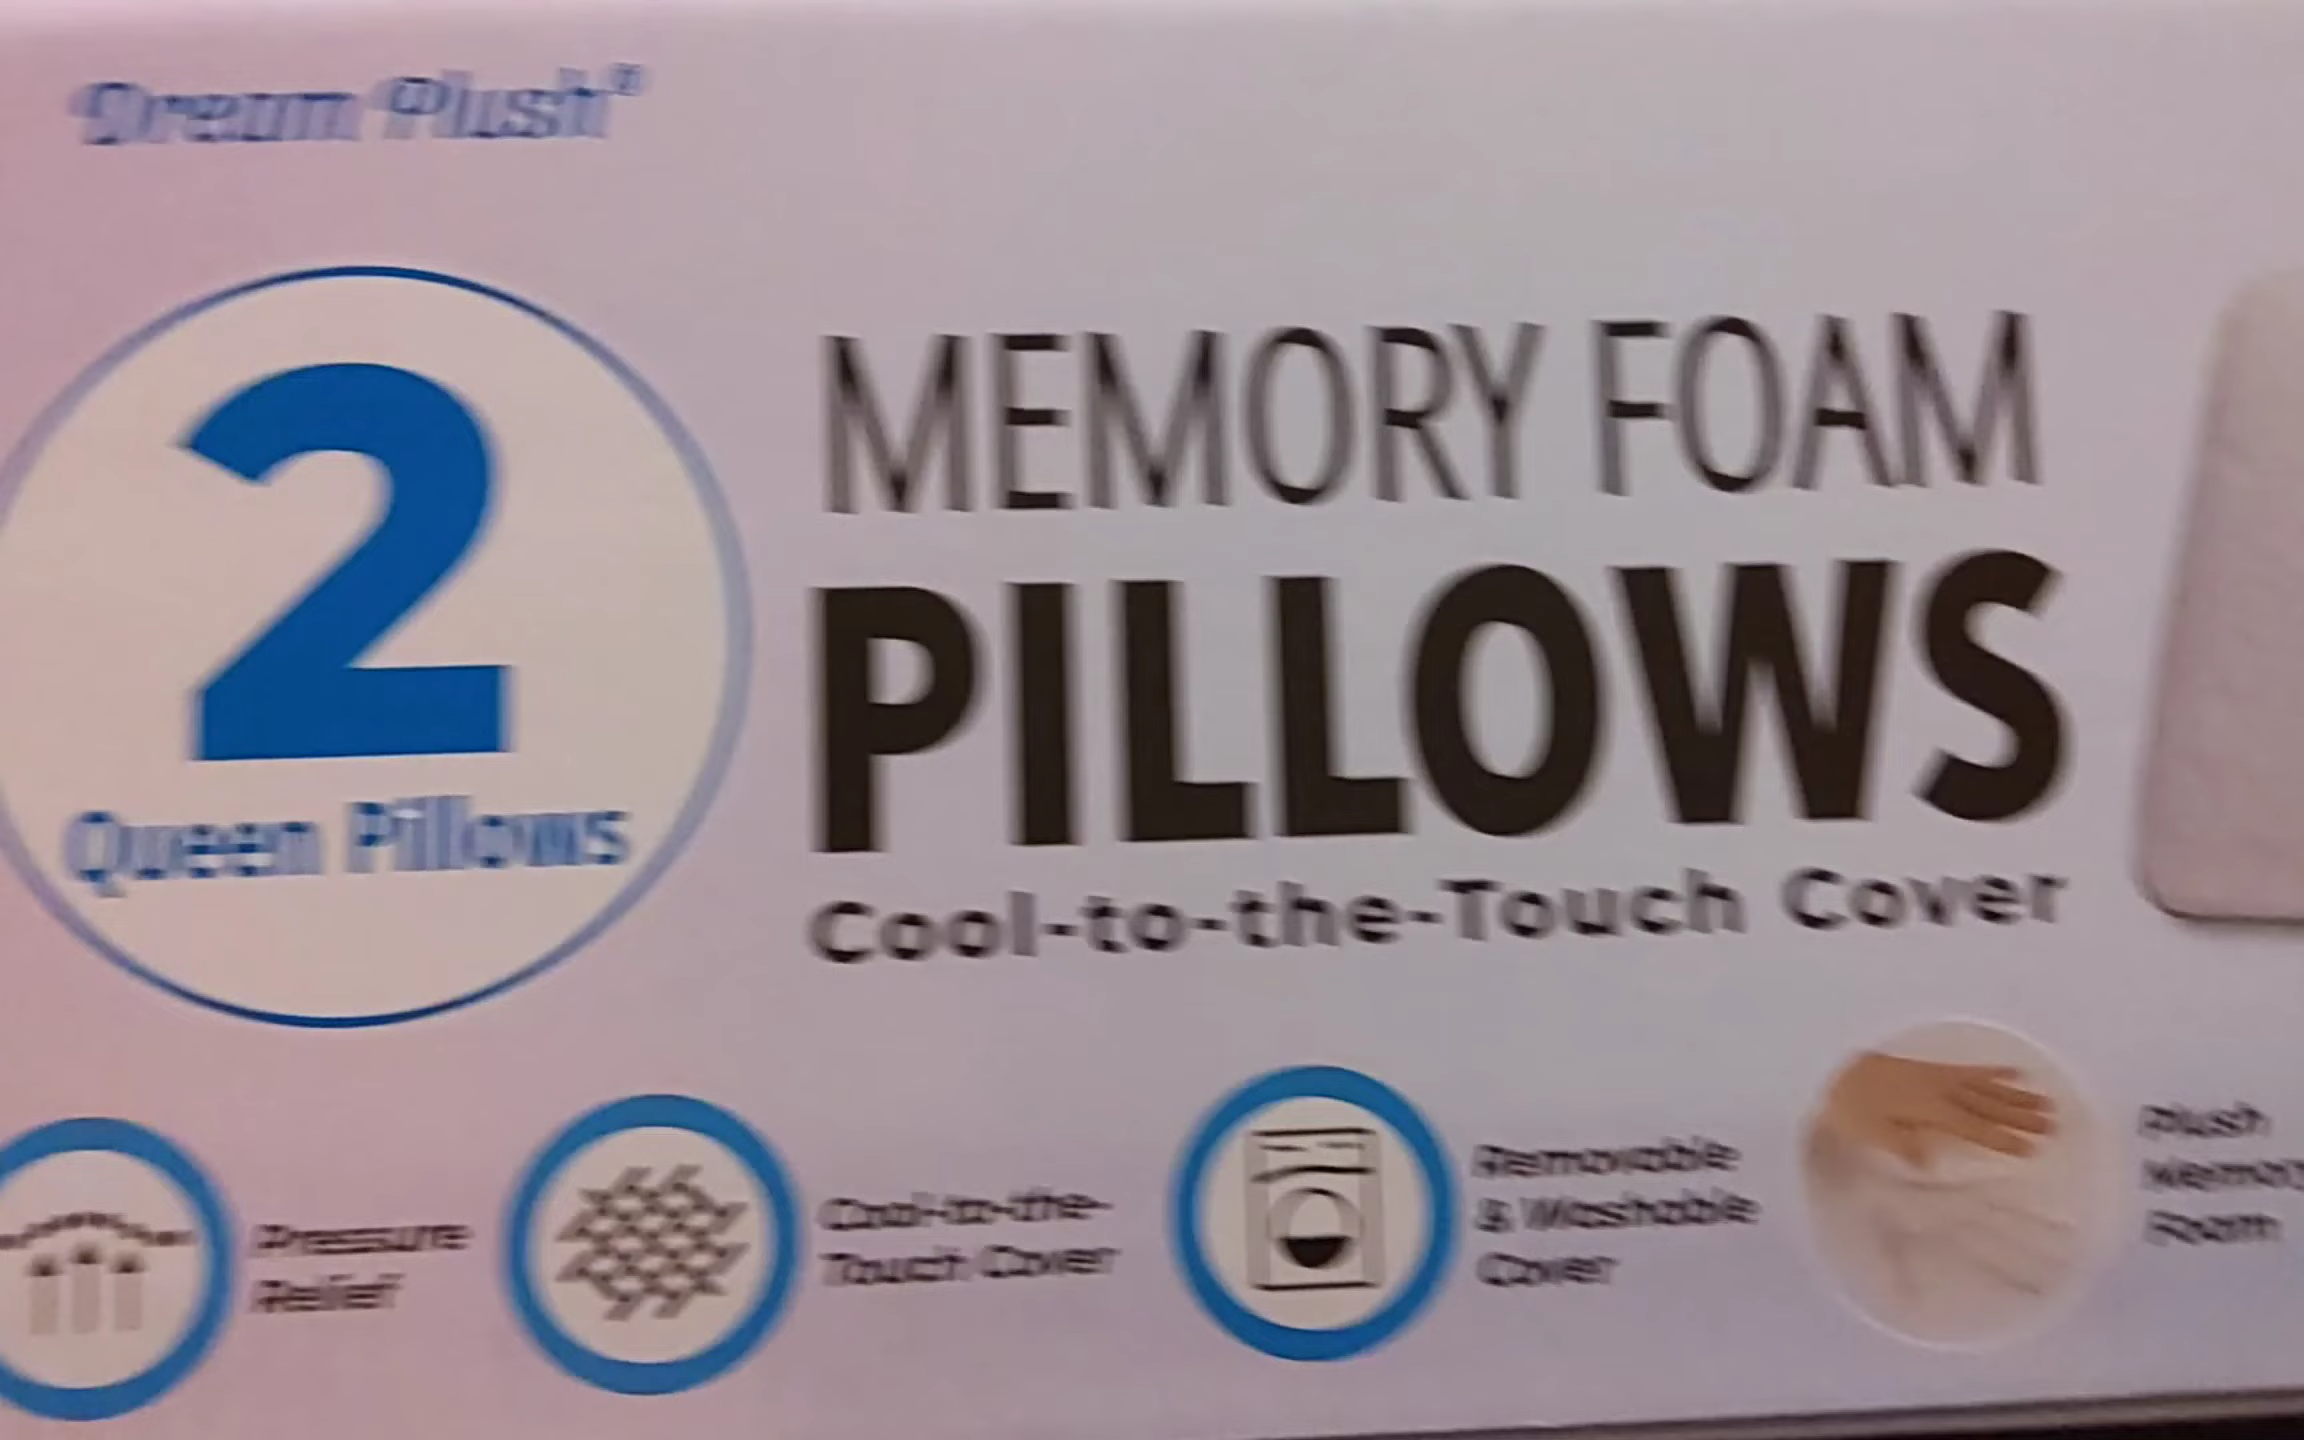 Dream Plush®
2
Queen Pillows
MEMORY FOAM
PILLOWS
Cool-to-the-Touch Cover
Pressure
Relief
Cool-to-the-
Touch Cover
Removable
& Washable
Cover
Plush
Memory
Foam